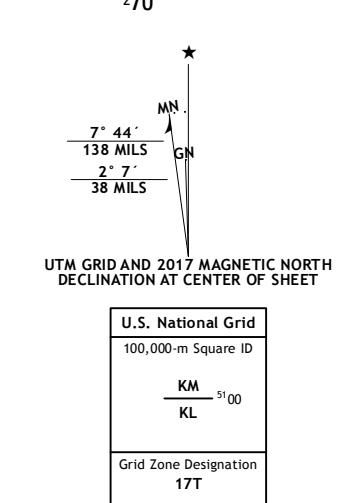 ²70
★
MN
7° 44´
138 MILS
GN
2° 7´
38 MILS
UTM GRID AND 2017 MAGNETIC NORTH
DECLINATION AT CENTER OF SHEET
U.S. National Grid
100,000-m Square ID
KM
⁵¹00
KL
Grid Zone Designation
17T